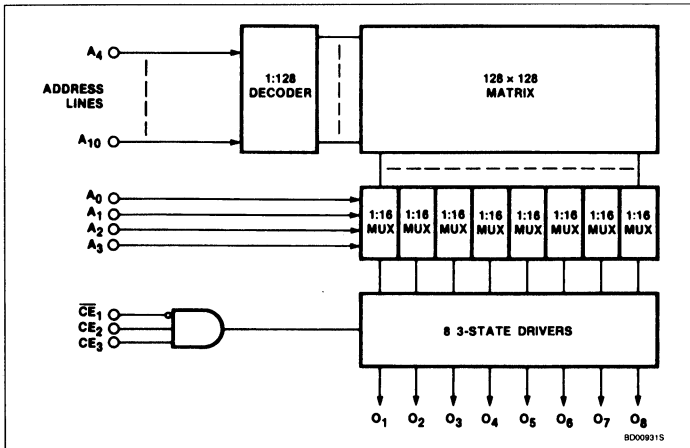 A4
ADDRESS
LINES
A10
1:128
DECODER
128 × 128
MATRIX
A0
A1
A2
A3
1:16
MUX
1:16
MUX
1:16
MUX
1:16
MUX
1:16
MUX
1:16
MUX
1:16
MUX
1:16
MUX
C̅E̅1
CE2
CE3
8 3-STATE DRIVERS
O1 O2 O3 O4 O5 O6 O7 O8
BD00931S